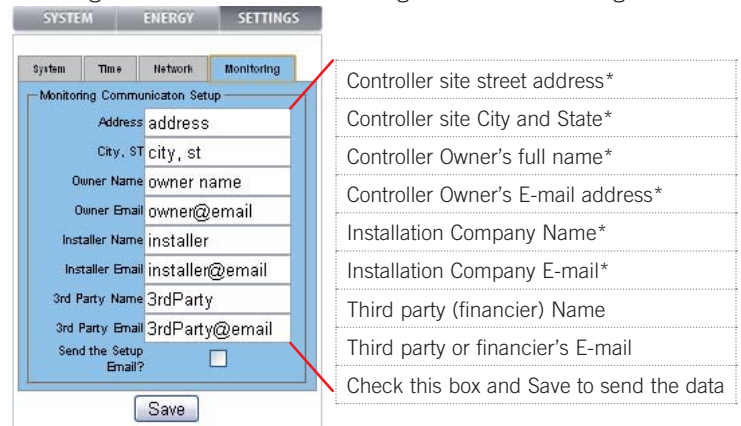 SYSTEM ENERGY SETTINGS
System Time Network Monitoring
Monitoring Communicaton Setup
Address address
City, ST city, st
Owner Name owner name
Owner Email owner@email
Installer Name installer
Installer Email installer@email
3rd Party Name 3rdParty
3rd Party Email 3rdParty@email
Send the Setup
Email?
Save
Controller site street address*
Controller site City and State*
Controller Owner's full name*
Controller Owner's E-mail address*
Installation Company Name*
Installation Company E-mail*
Third party (financier) Name
Third party or financier's E-mail
Check this box and Save to send the data